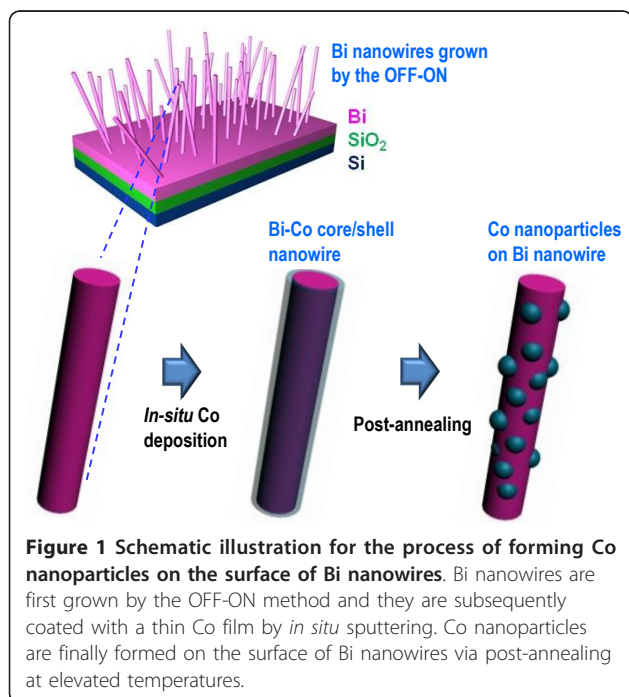 Bi nanowires grown
by the OFF-ON
Bi
SiO₂
Si
Bi-Co core/shell
nanowire
Co nanoparticles
on Bi nanowire
In-situ Co
deposition
Post-annealing
Figure 1 Schematic illustration for the process of forming Co
nanoparticles on the surface of Bi nanowires. Bi nanowires are
first grown by the OFF-ON method and they are subsequently
coated with a thin Co film by in situ sputtering. Co nanoparticles
are finally formed on the surface of Bi nanowires via post-annealing
at elevated temperatures.